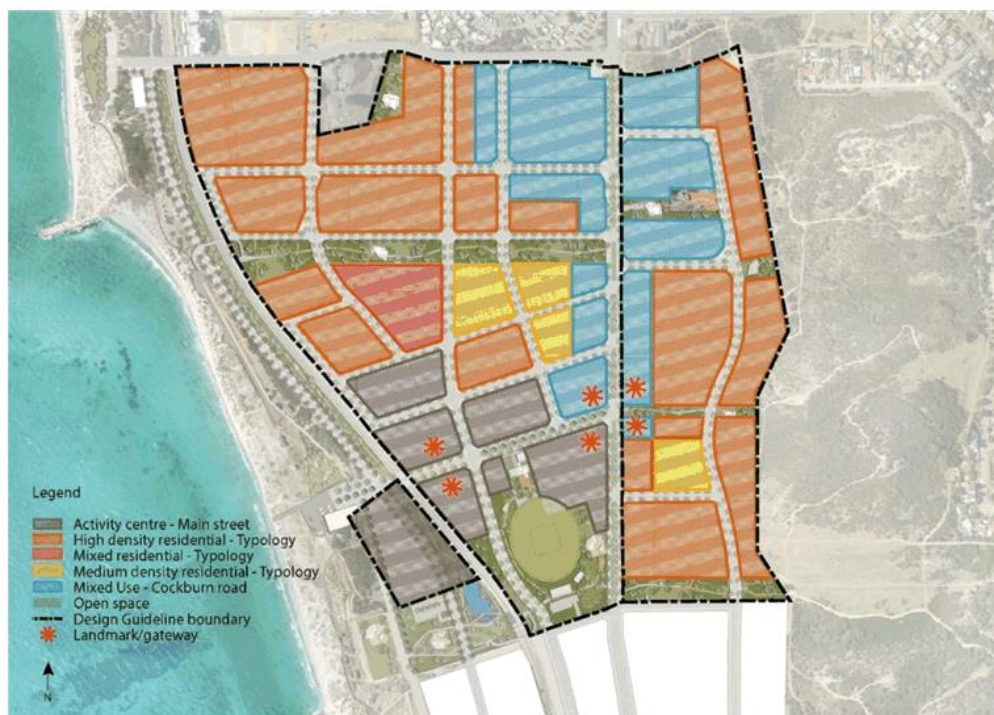 Legend
Activity centre - Main street
High density residential - Typology
Mixed residential - Typology
Medium density residential - Typology
Mixed Use - Cockburn road
Open space
Design Guideline boundary
Landmark/gateway
N